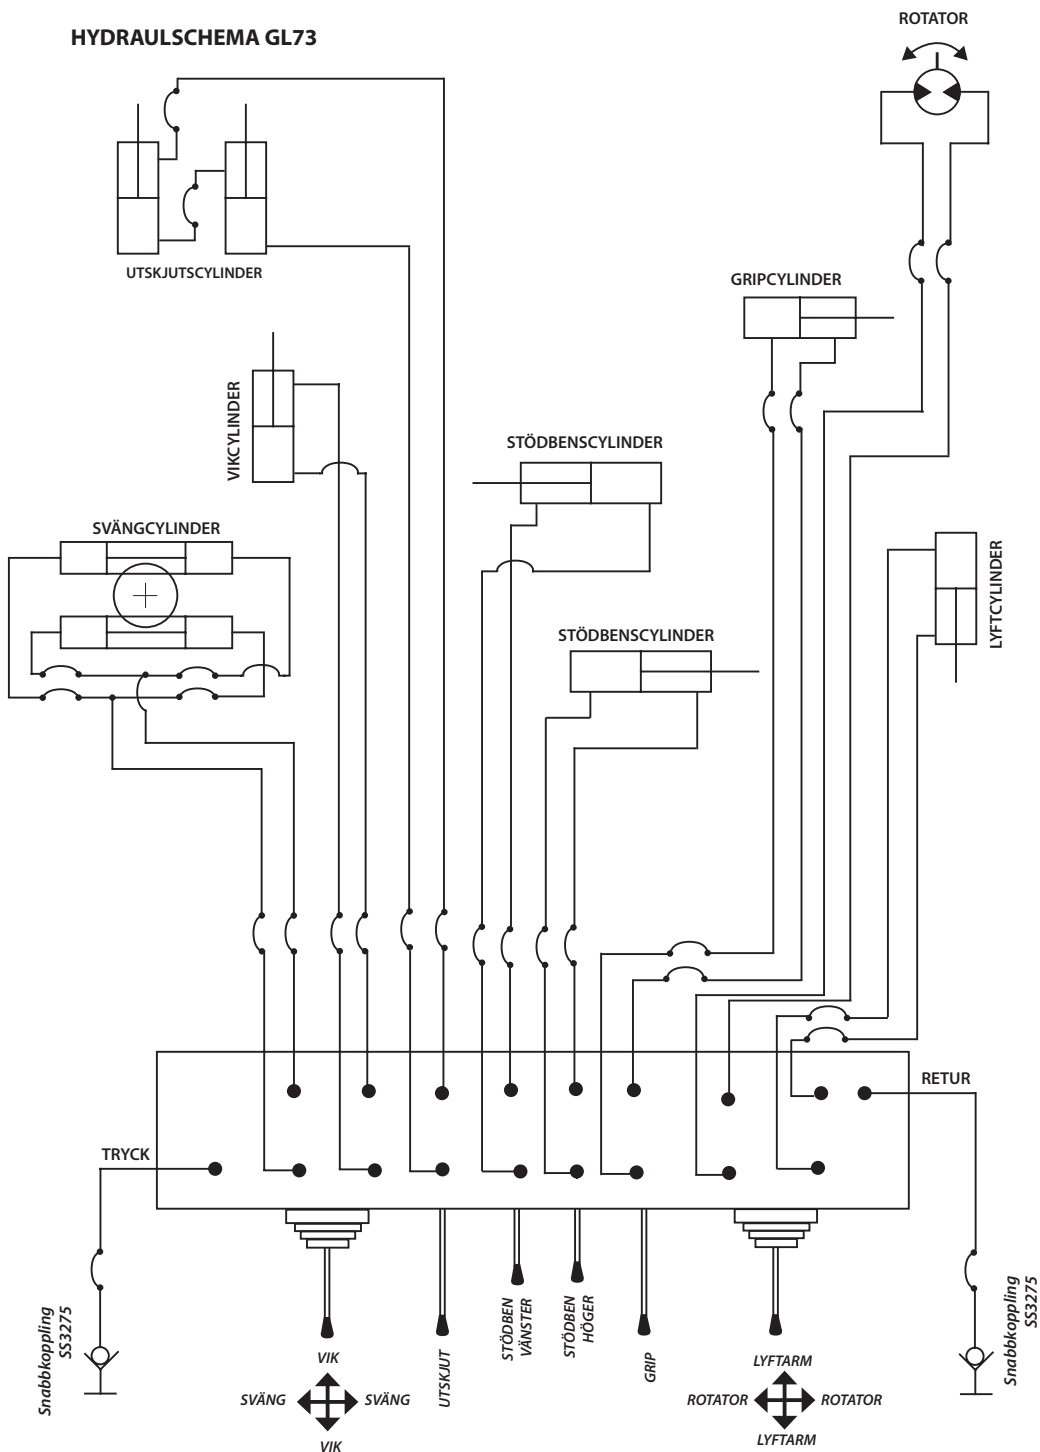 HYDRAULSCHEMA GL73
ROTATOR
UTSKJUTSCYLINDER
GRIPCYLINDER
VIKCYLINDER
STÖDBENSCYLINDER
SVÄNGCYLINDER
LYFTCYLINDER
STÖDBENSCYLINDER
RETUR
TRYCK
Snabbkoppling
SS3275
VIK
SVÄNG
SVÄNG
VIK
UTSKJUT
STÖDBEN
VÄNSTER
STÖDBEN
HÖGER
GRIP
LYFTARM
ROTATOR
ROTATOR
LYFTARM
Snabbkoppling
SS3275